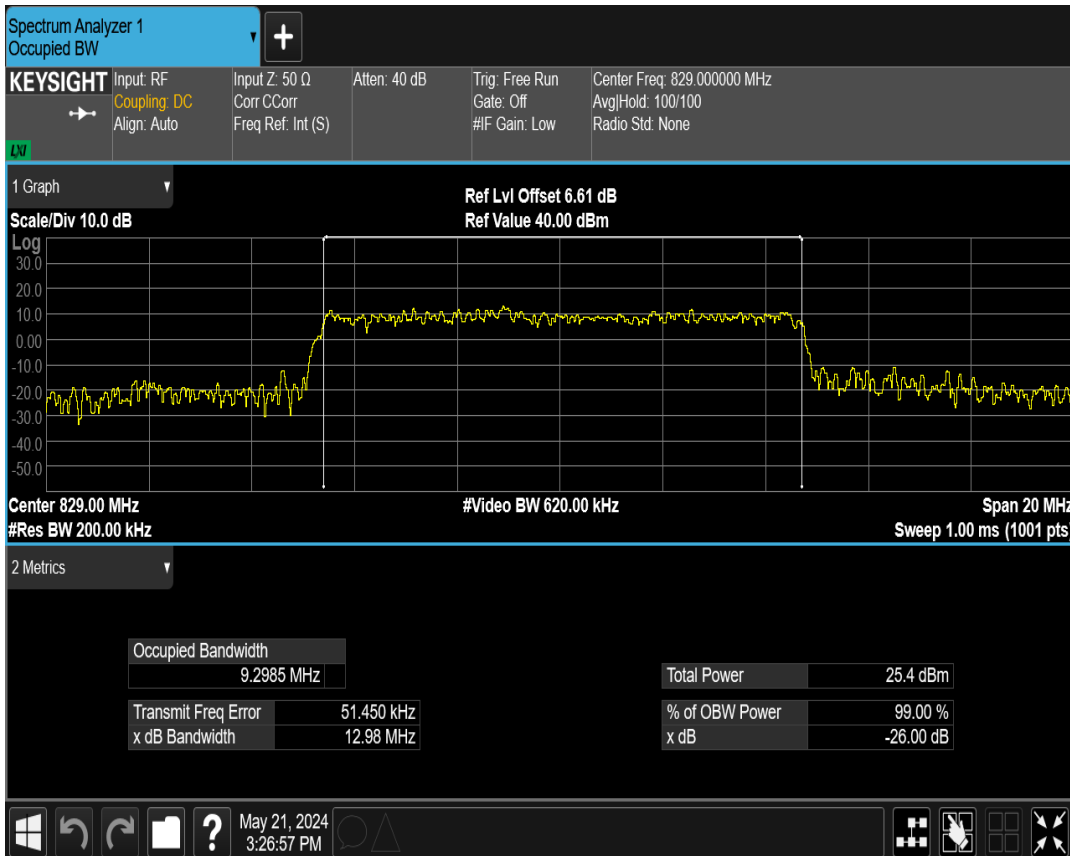 Spectrum Analyzer 1
Occupied BW
+
KEYSIGHT
LXI
Input: RF
Coupling: DC
Align: Auto
Input Z: 50 Ω
Corr CCorr
Freq Ref: Int (S)
Atten: 40 dB
Trig: Free Run
Gate: Off
#IF Gain: Low
Center Freq: 829.000000 MHz
Avg|Hold: 100/100
Radio Std: None
1 Graph
Scale/Div 10.0 dB
Ref Lvl Offset 6.61 dB
Ref Value 40.00 dBm
Log
30.0
20.0
10.0
0.00
-10.0
-20.0
-30.0
-40.0
-50.0
Center 829.00 MHz
#Video BW 620.00 kHz
Span 20 MHz
#Res BW 200.00 kHz
Sweep 1.00 ms (1001 pts)
2 Metrics
Occupied Bandwidth
9.2985 MHz
Total Power 25.4 dBm
Transmit Freq Error 51.450 kHz
% of OBW Power 99.00 %
x dB Bandwidth 12.98 MHz
x dB -26.00 dB
?
May 21, 2024
3:26:57 PM